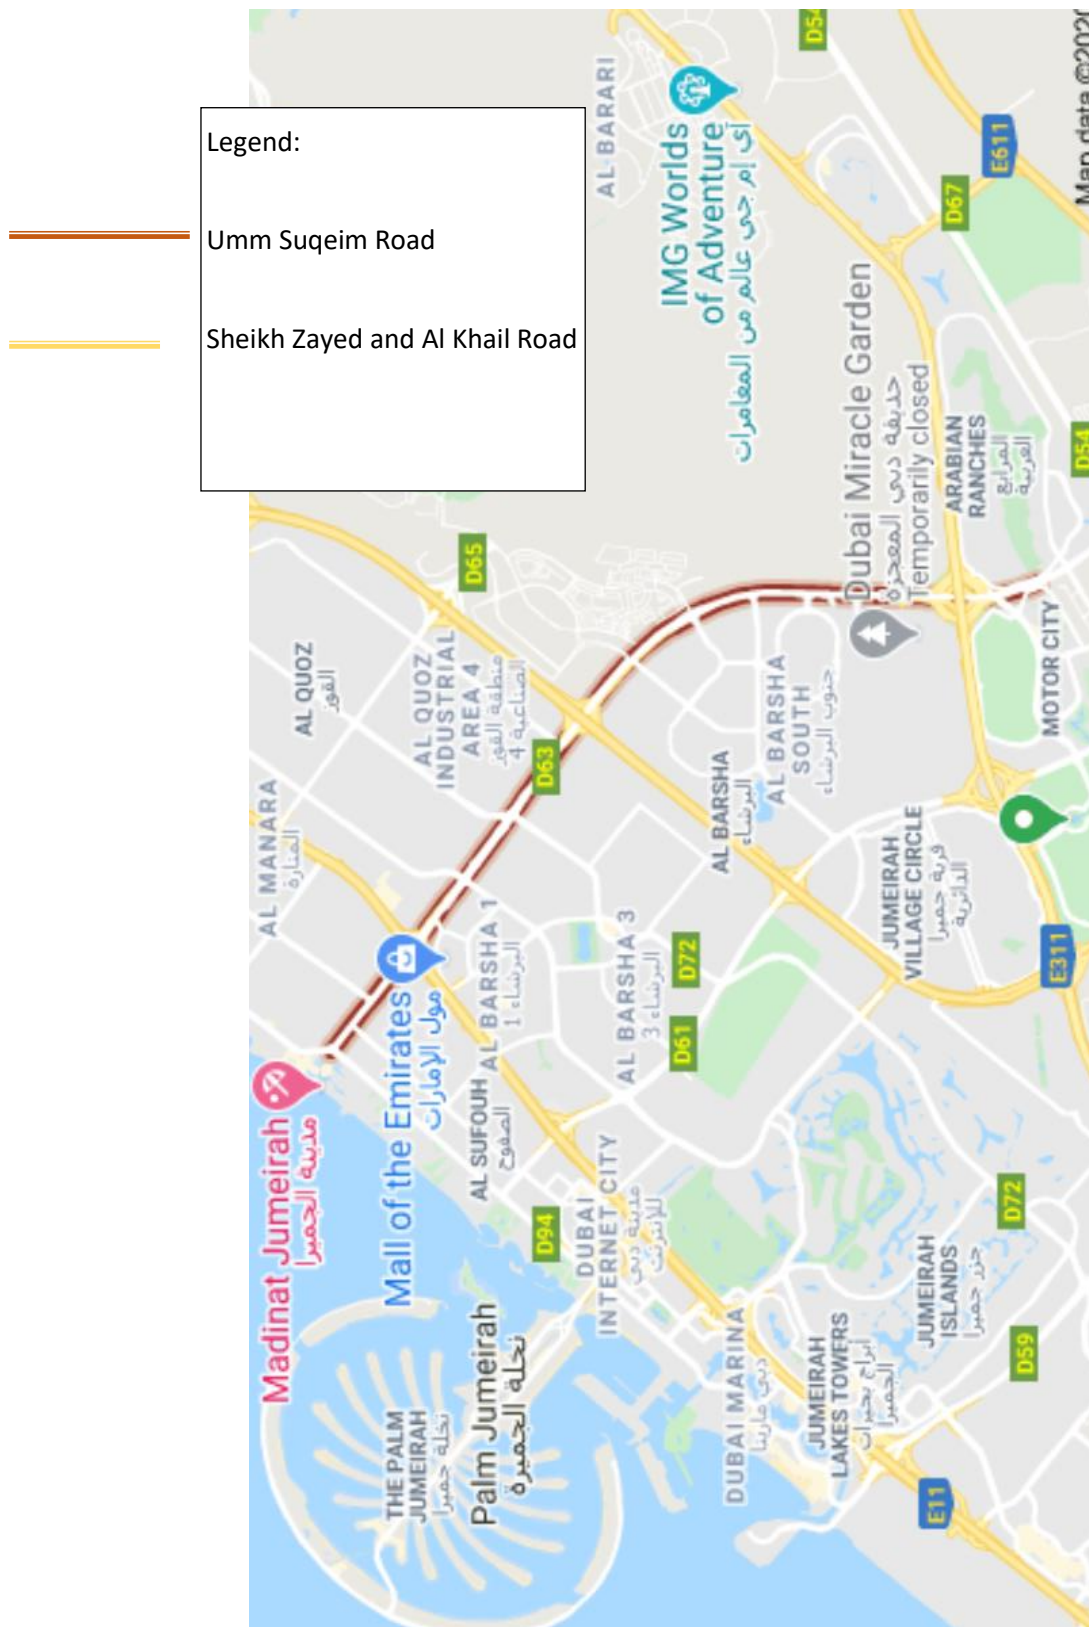 Legend:
Umm Suqeim Road
Sheikh Zayed and Al Khail Road
D54
AL BARARI
IMG Worlds
of Adventure
آي إم جي عالم من المغامرات
E611
D67
Map data ©2020
Dubai Miracle Garden
حديقة دبي المعجزة
Temporarily closed
ARABIAN
RANCHES
المرابع
العربية
D54
D65
AL QUOZ
القوز
AL QUOZ
INDUSTRIAL
AREA 4
منطقة القوز
الصناعية 4
D63
AL MANARA
المنارة
MOTOR CITY
AL BARSHA
SOUTH
جنوب البرشاء
AL BARSHA
البرشاء
JUMEIRAH
VILLAGE CIRCLE
قرية جميرا
الدائرية
E311
Madinat Jumeirah
مدينة الجميرا
Mall of the Emirates
مول الإمارات
AL BARSHA 1
البرشاء 1
AL BARSHA 3
البرشاء 3
D72
D61
AL SUFOUH
الصفوح
D94
DUBAI
INTERNET CITY
مدينة دبي
للإنترنت
THE PALM
JUMEIRAH
نخلة جميرا
Palm Jumeirah
نخلة الجميرة
DUBAI MARINA
دبي مارينا
JUMEIRAH
LAKES TOWERS
أبراج بحيرات
الجميرا
JUMEIRAH
ISLANDS
جزر جميرا
D72
D59
E11